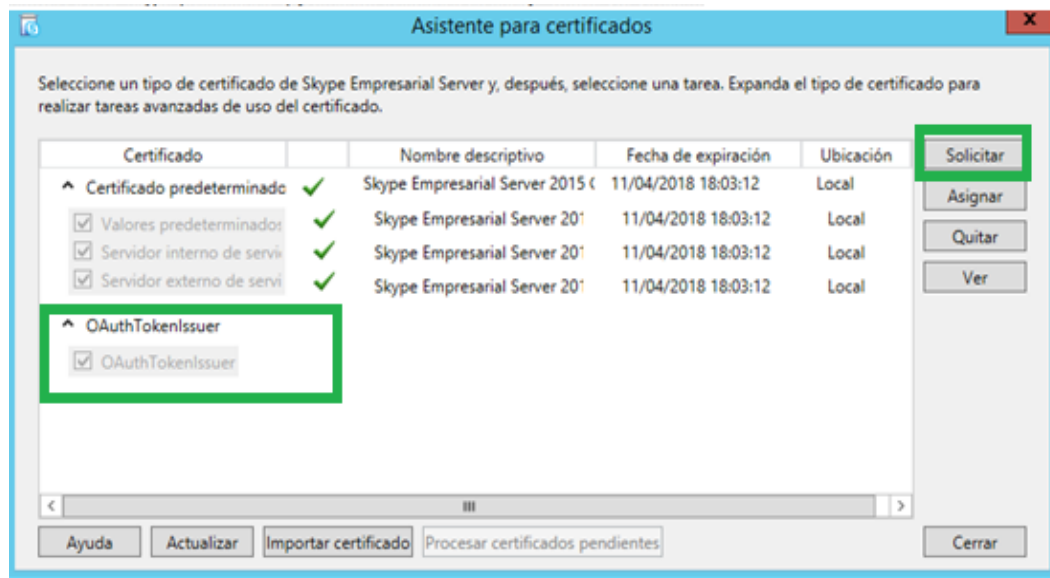 Asistente para certificados
x
Seleccione un tipo de certificado de Skype Empresarial Server y, después, seleccione una tarea. Expanda el tipo de certificado para
realizar tareas avanzadas de uso del certificado.
Certificado Nombre descriptivo Fecha de expiración Ubicación
Solicitar
Certificado predeterminado Skype Empresarial Server 2015 ( 11/04/2018 18:03:12 Local
Asignar
Valores predeterminados Skype Empresarial Server 201 11/04/2018 18:03:12 Local
Quitar
Servidor interno de servi Skype Empresarial Server 201 11/04/2018 18:03:12 Local
Ver
Servidor externo de servi Skype Empresarial Server 201 11/04/2018 18:03:12 Local
OAuthTokenIssuer
OAuthTokenIssuer
Ayuda Actualizar Importar certificado Procesar certificados pendientes Cerrar